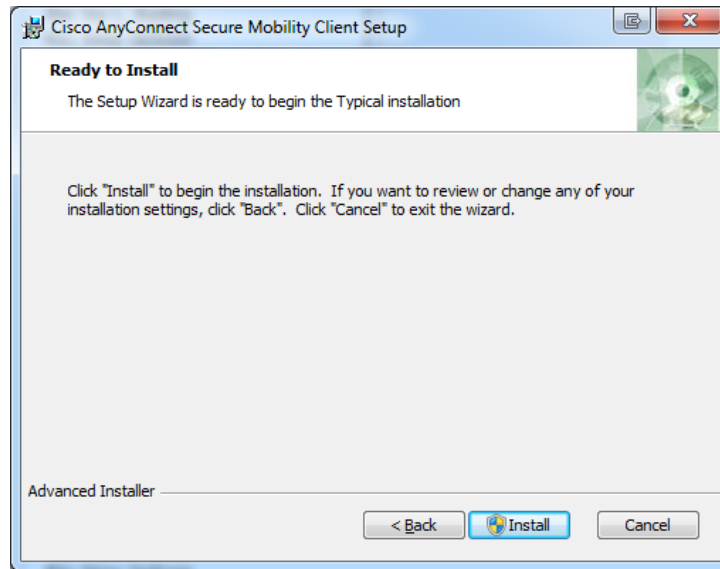 Cisco AnyConnect Secure Mobility Client Setup
Ready to Install
The Setup Wizard is ready to begin the Typical installation
Click "Install" to begin the installation.  If you want to review or change any of your
installation settings, click "Back".  Click "Cancel" to exit the wizard.
Advanced Installer
< Back
Install
Cancel